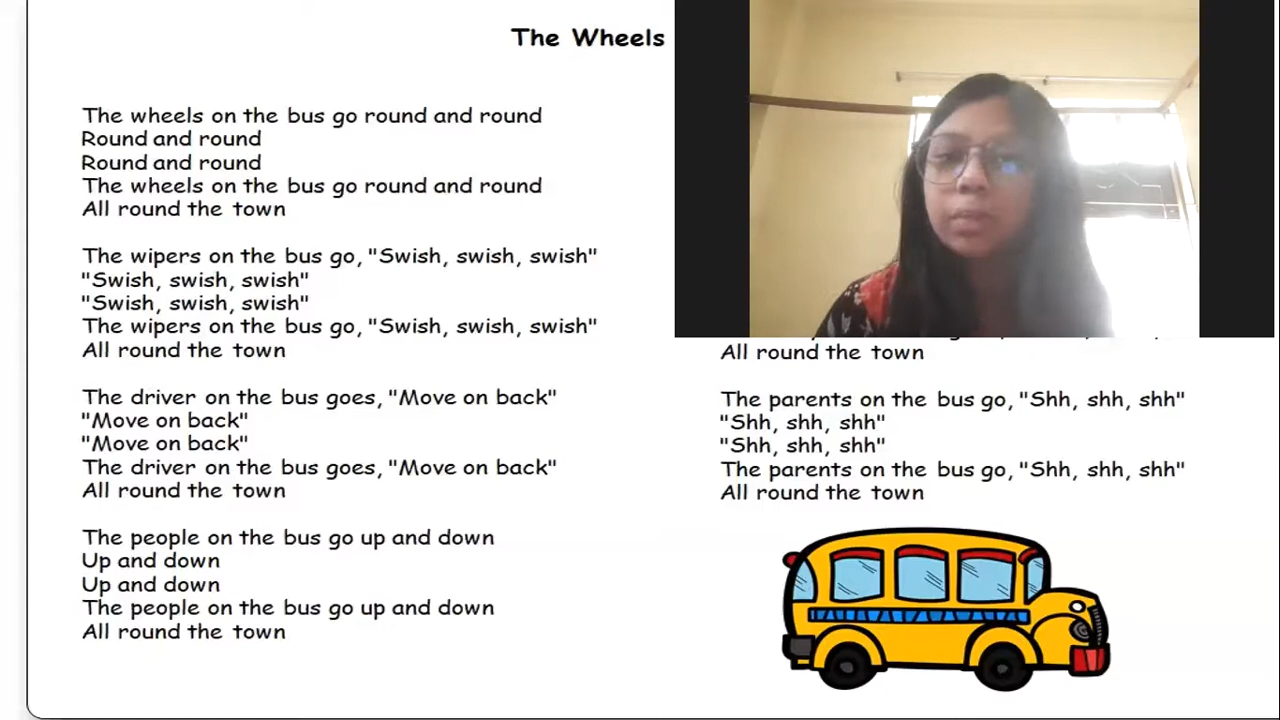 The Wheels
The wheels on the bus go round and round
Round and round
Round and round
The wheels on the bus go round and round
All round the town
The wipers on the bus go, "Swish, swish, swish"
"Swish, swish, swish"
"Swish, swish, swish"
The wipers on the bus go, "Swish, swish, swish"
All round the town
The driver on the bus goes, "Move on back"
"Move on back"
"Move on back"
The driver on the bus goes, "Move on back"
All round the town
The people on the bus go up and down
Up and down
Up and down
The people on the bus go up and down
All round the town
All round the town
The parents on the bus go, "Shh, shh, shh"
"Shh, shh, shh"
"Shh, shh, shh"
The parents on the bus go, "Shh, shh, shh"
All round the town